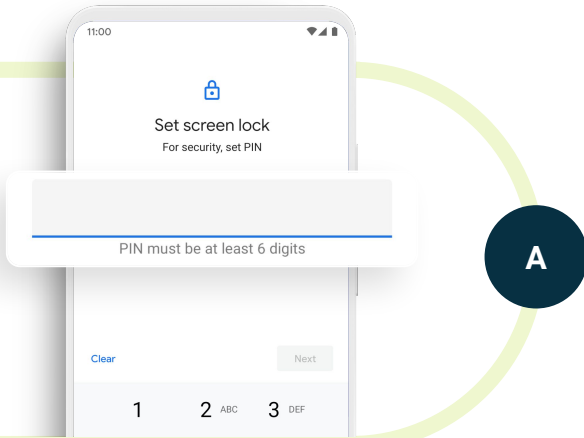 11:00
Set screen lock
For security, set PIN
PIN must be at least 6 digits
A
Clear Next
1 2 ABC 3 DEF